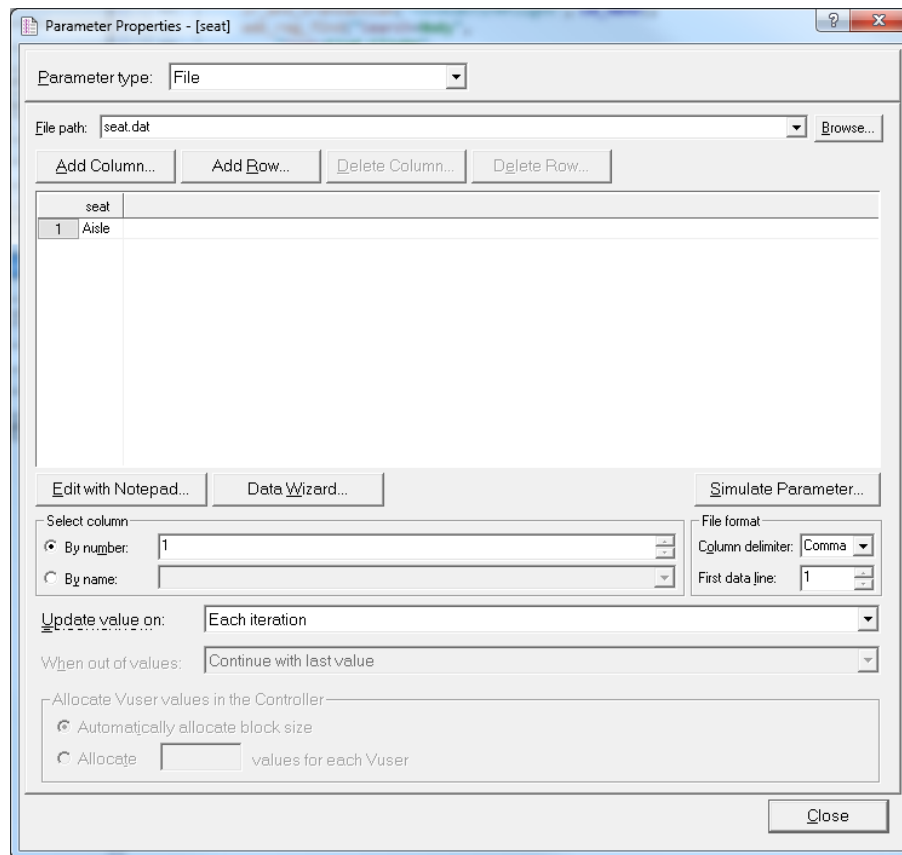 Parameter Properties - [seat]
Parameter type: File
File path: seat.dat Browse...
Add Column... Add Row... Delete Column... Delete Row...
seat
1 Aisle
Edit with Notepad... Data Wizard... Simulate Parameter...
Select column File format
By number: 1 Column delimiter: Comma
By name: First data line: 1
Update value on: Each iteration
When out of values: Continue with last value
Allocate Vuser values in the Controller
Automatically allocate block size
Allocate values for each Vuser
Close